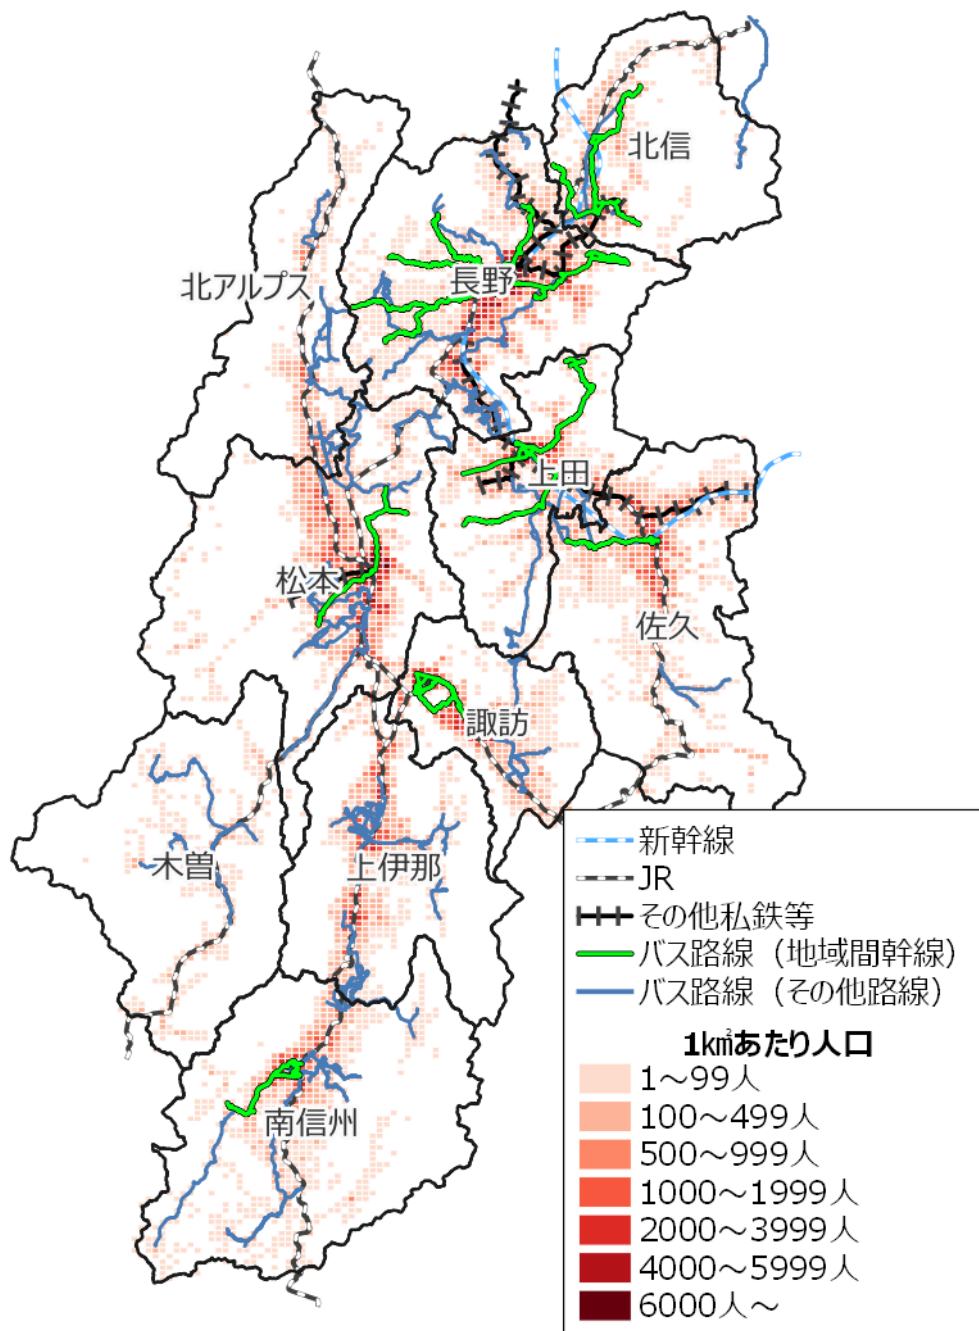 北信
長野
北アルプス
上田
松本
佐久
諏訪
木曽
上伊那
南信州
新幹線
JR
その他私鉄等
バス路線（地域間幹線）
バス路線（その他路線）
1k㎡あたり人口
1～99人
100～499人
500～999人
1000～1999人
2000～3999人
4000～5999人
6000人～